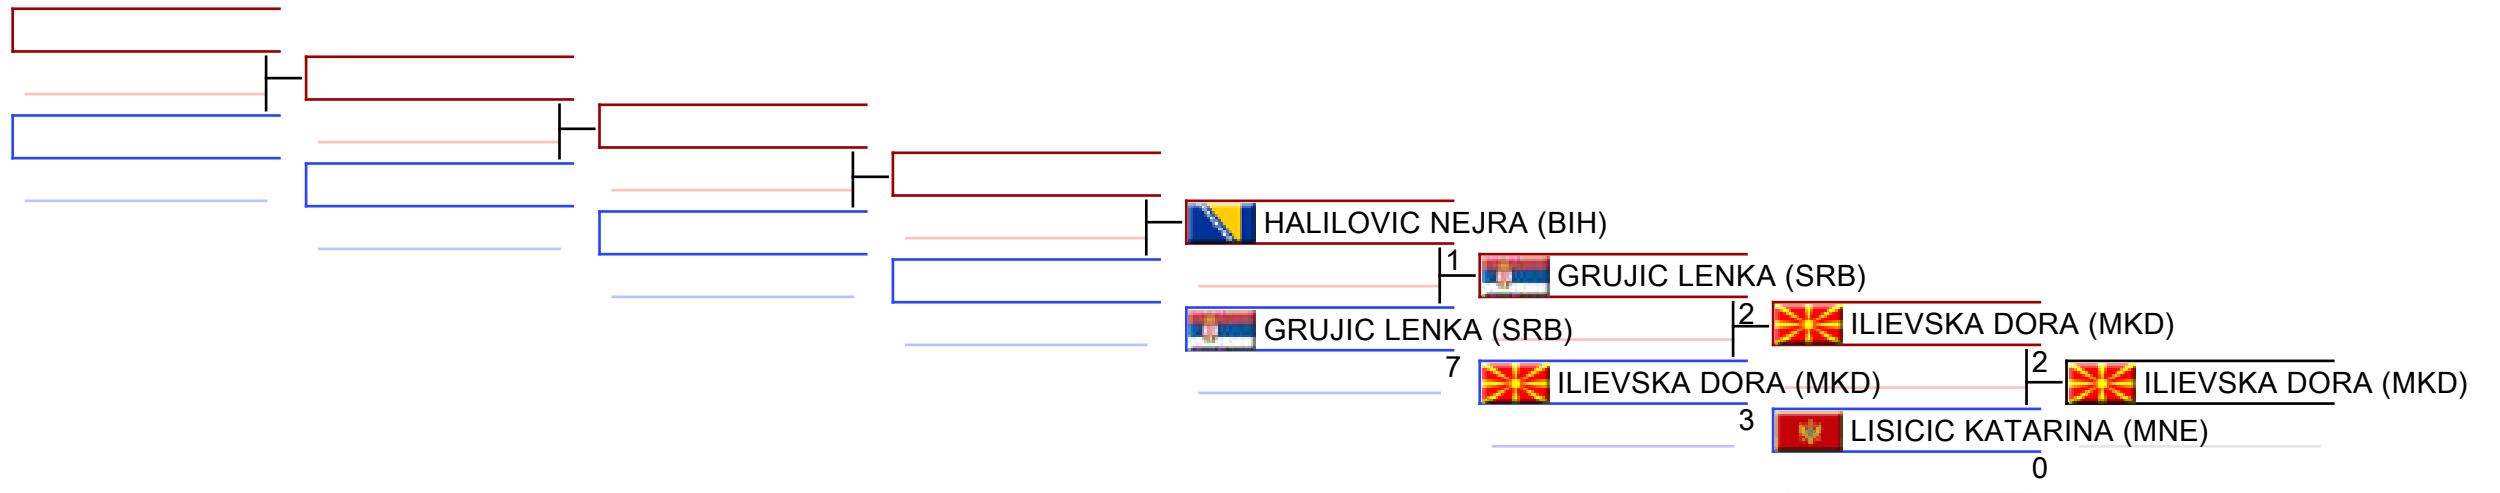 HALILOVIC NEJRA (BIH)
1
GRUJIC LENKA (SRB)
GRUJIC LENKA (SRB)
7
2
ILIEVSKA DORA (MKD)
ILIEVSKA DORA (MKD)
3
2
ILIEVSKA DORA (MKD)
LISICIC KATARINA (MNE)
0